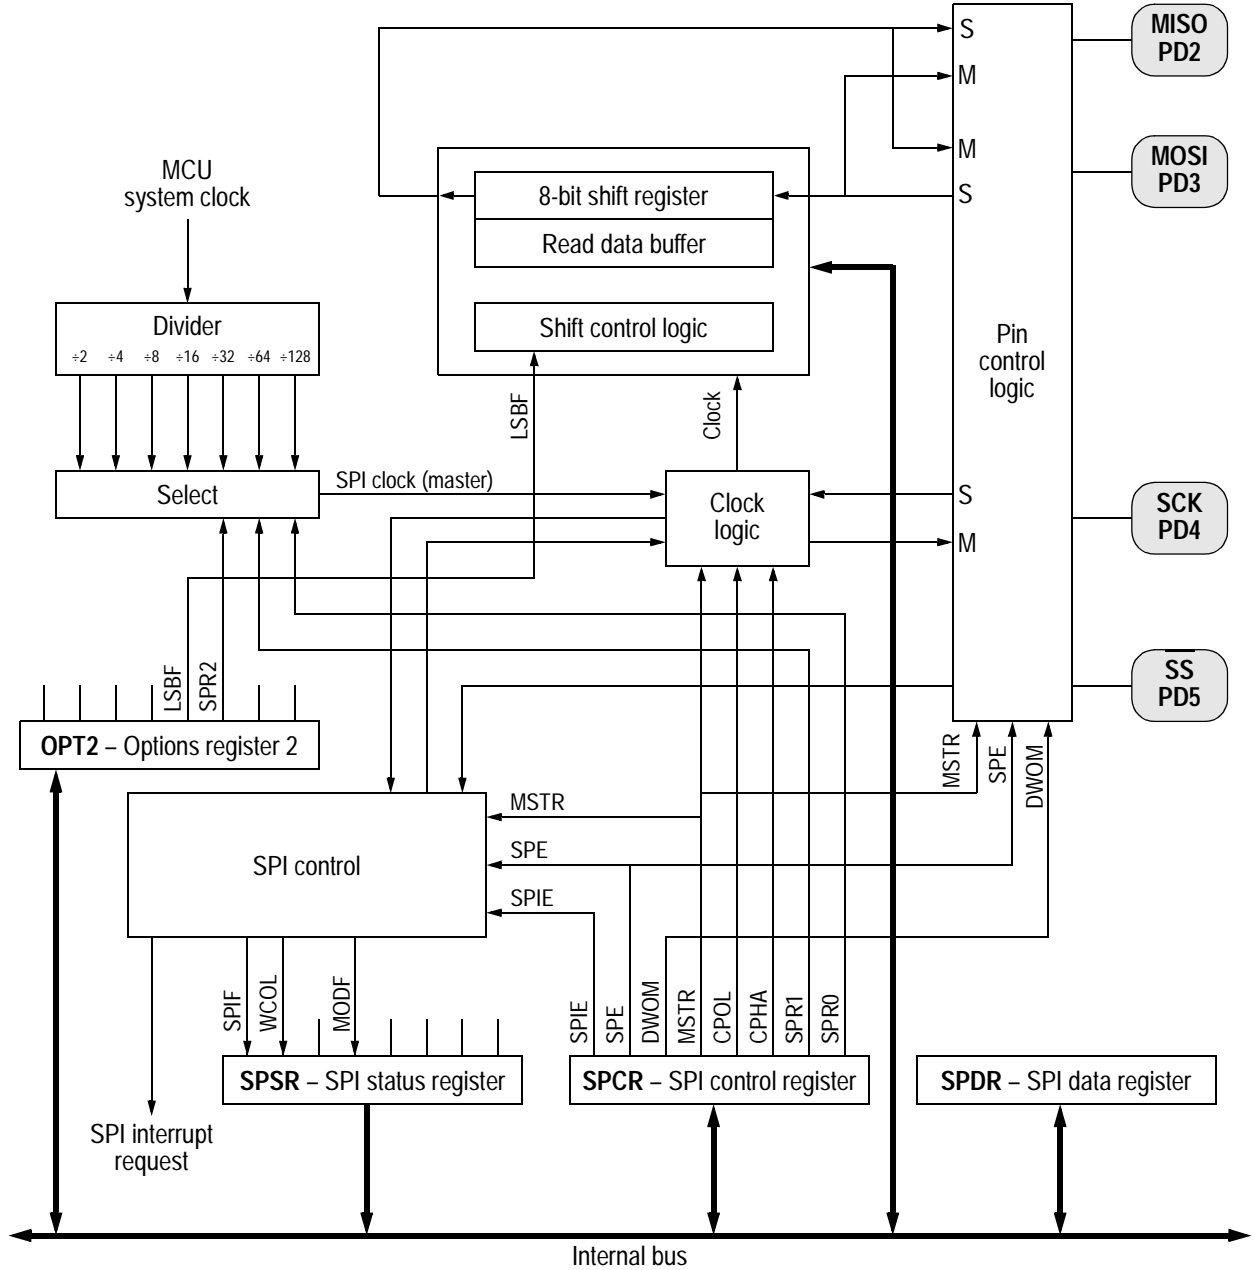 S
MISO
PD2
M
M
MOSI
PD3
S
MCU
system clock
8-bit shift register
Read data buffer
Divider
÷2 ÷4 ÷8 ÷16 ÷32 ÷64 ÷128
Shift control logic
Pin
control
logic
LSBF
Clock
Select
SPI clock (master)
Clock
logic
S
M
SCK
PD4
LSBF
SPR2
SS
PD5
OPT2 – Options register 2
MSTR
SPE
DWOM
SPI control
MSTR
SPE
SPIE
SPIF
WCOL
MODF
SPIE
SPE
DWOM
MSTR
CPOL
CPHA
SPR1
SPR0
SPSR – SPI status register
SPCR – SPI control register
SPDR – SPI data register
SPI interrupt
request
Internal bus